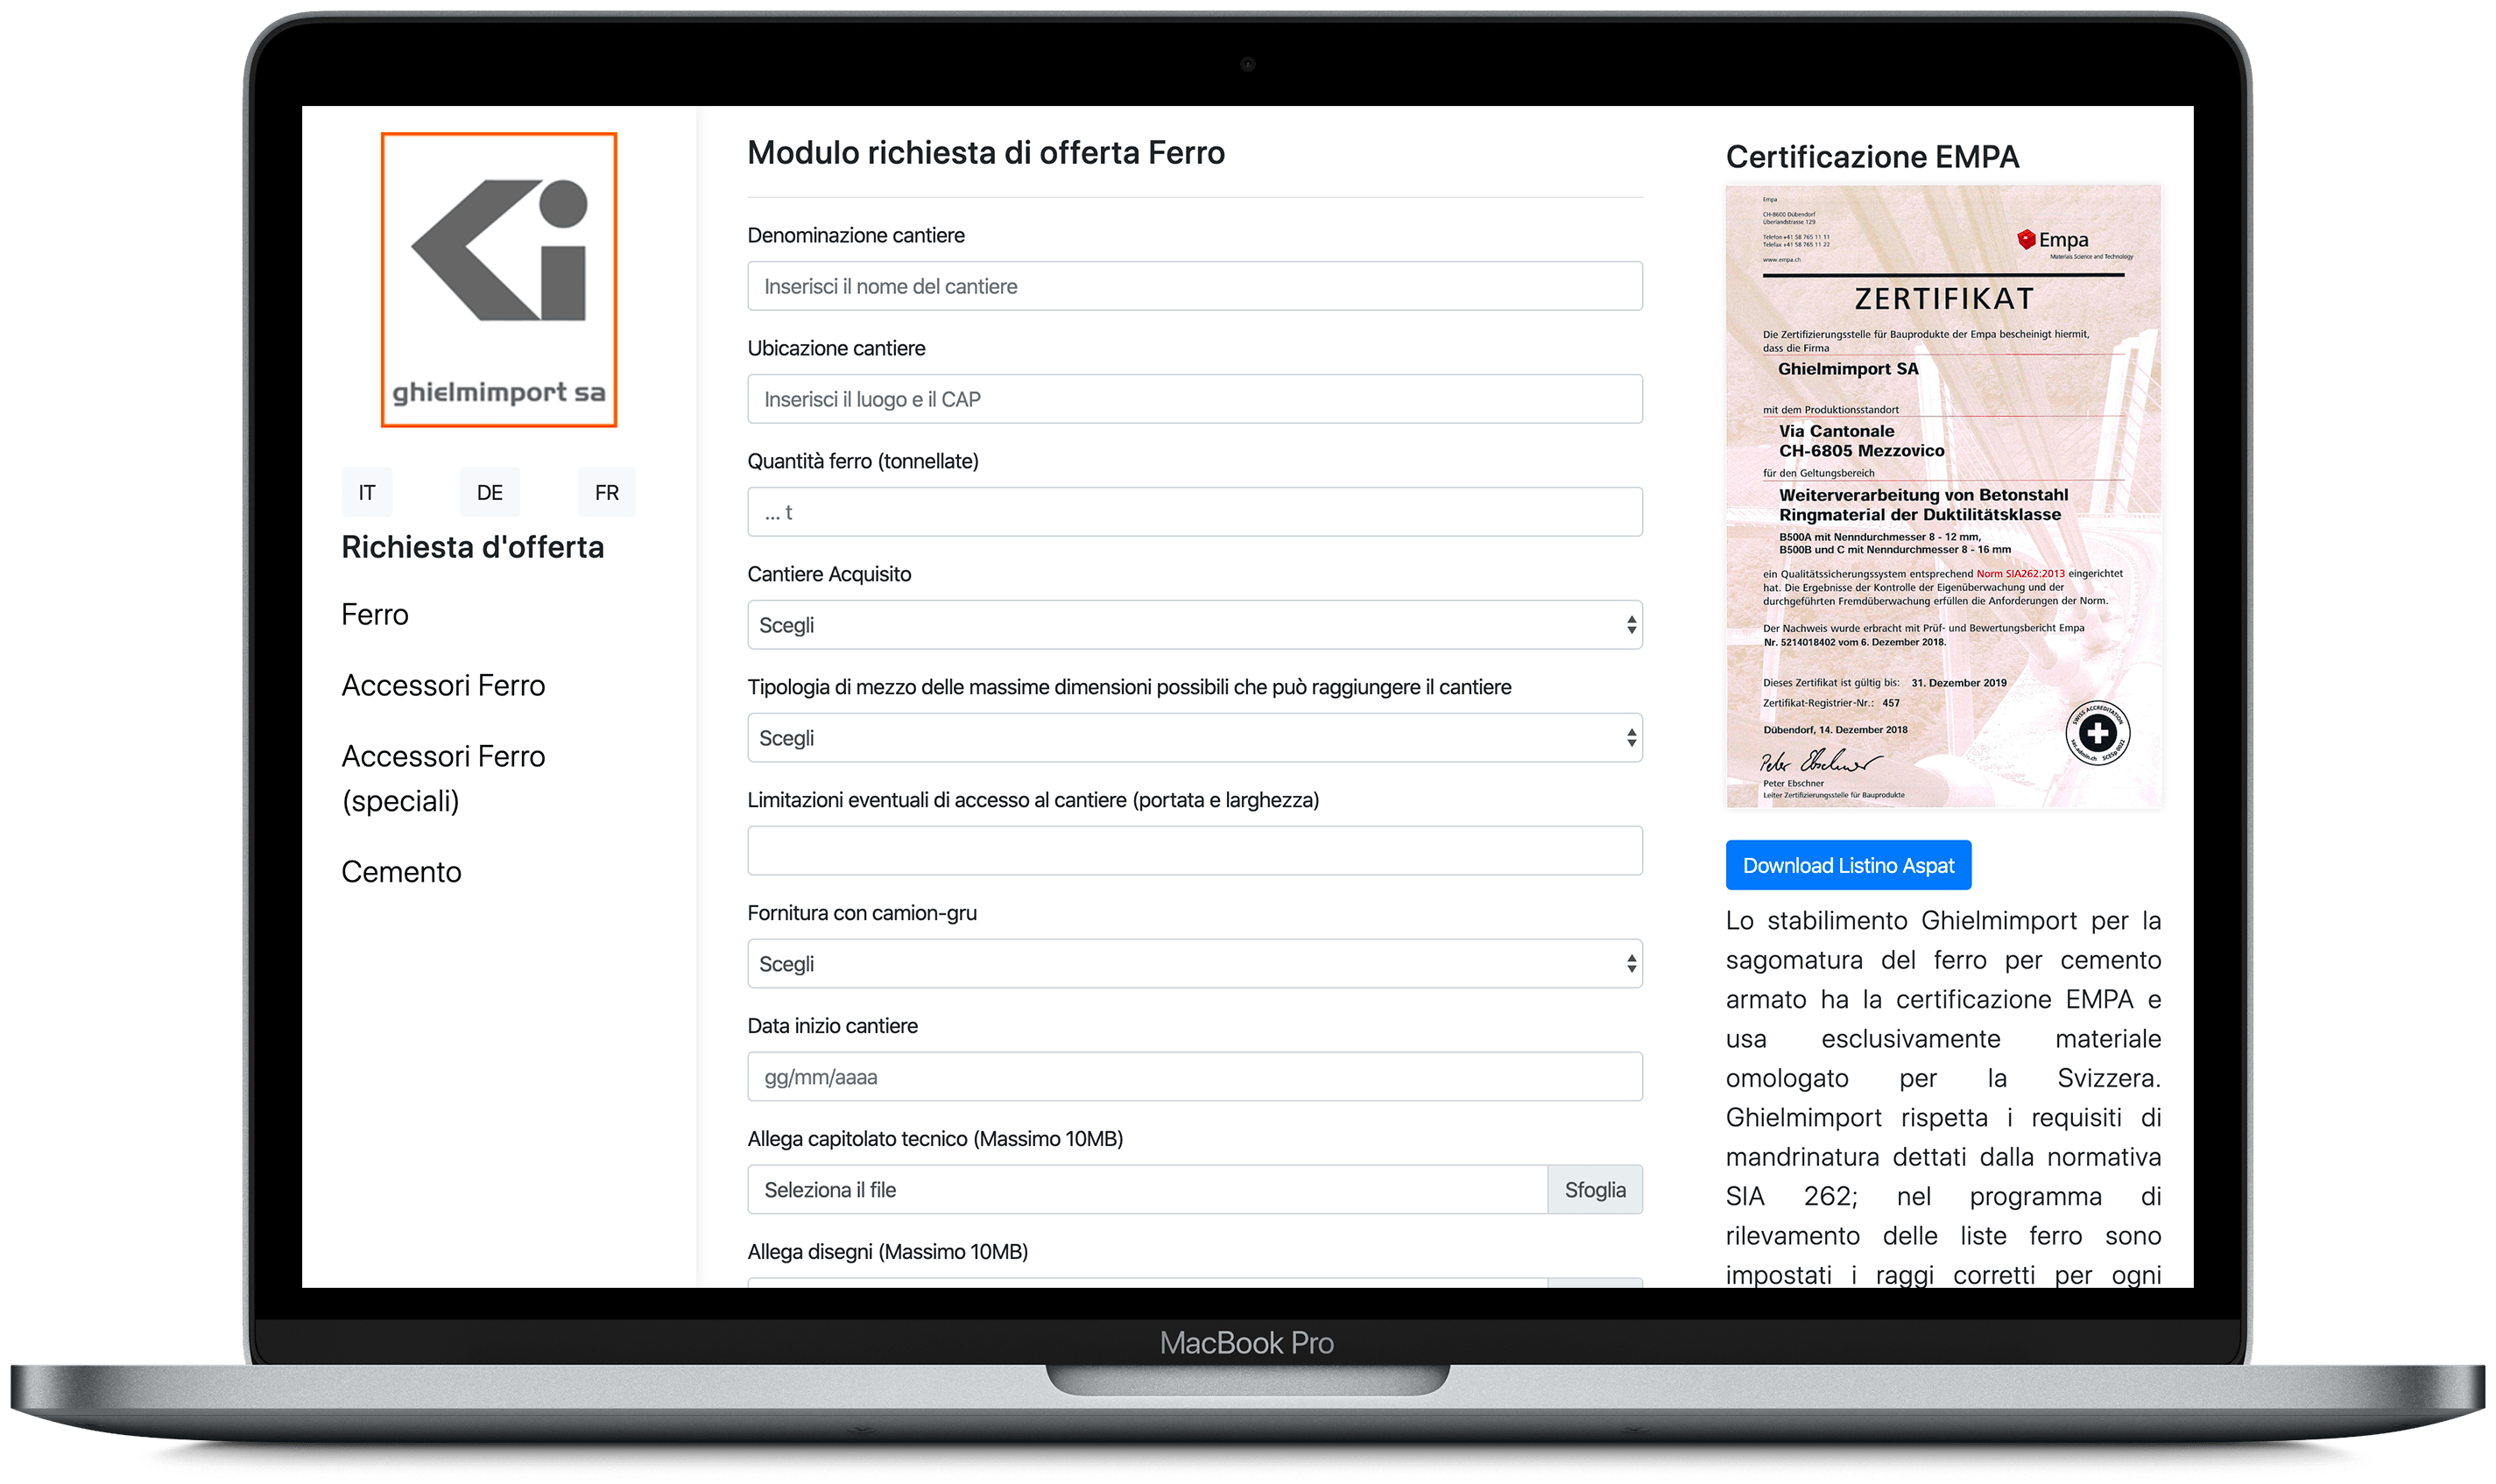 ghielmimport sa
IT
DE
FR
Richiesta d'offerta
Ferro
Accessori Ferro
Accessori Ferro
(speciali)
Cemento
Modulo richiesta di offerta Ferro
Denominazione cantiere
Inserisci il nome del cantiere
Ubicazione cantiere
Inserisci il luogo e il CAP
Quantità ferro (tonnellate)
... t
Cantiere Acquisito
Scegli
Tipologia di mezzo delle massime dimensioni possibili che può raggiungere il cantiere
Scegli
Limitazioni eventuali di accesso al cantiere (portata e larghezza)
Fornitura con camion-gru
Scegli
Data inizio cantiere
gg/mm/aaaa
Allega capitolato tecnico (Massimo 10MB)
Seleziona il file
Sfoglia
Allega disegni (Massimo 10MB)
Certificazione EMPA
Empa
CH-8600 Dübendorf
Überlandstrasse 129
Telefon +41 58 765 11 11
Telefax +41 58 765 11 22
www.empa.ch
Empa
Materials Science and Technology
ZERTIFIKAT
Die Zertifizierungsstelle für Bauprodukte der Empa bescheinigt hiermit,
dass die Firma
Ghielmimport SA
mit dem Produktionsstandort
Via Cantonale
CH-6805 Mezzovico
für den Geltungsbereich
Weiterverarbeitung von Betonstahl
Ringmaterial der Duktilitätsklasse
B500A mit Nenndurchmesser 8 - 12 mm,
B500B und C mit Nenndurchmesser 8 - 16 mm
ein Qualitätssicherungssystem entsprechend Norm SIA262:2013 eingerichtet
hat. Die Ergebnisse der Kontrolle der Eigenüberwachung und der
durchgeführten Fremdüberwachung erfüllen die Anforderungen der Norm.
Der Nachweis wurde erbracht mit Prüf- und Bewertungsbericht Empa
Nr. 5214018402 vom 6. Dezember 2018.
Dieses Zertifikat ist gültig bis: 31. Dezember 2019
Zertifikat-Registrier-Nr.: 457
Dübendorf, 14. Dezember 2018
Peter Ebschner
Peter Ebschner
Leiter Zertifizierungsstelle für Bauprodukte
SWISS ACCREDITATION
sas.admin.ch SCESp 0022
Download Listino Aspat
Lo stabilimento Ghielmimport per la
sagomatura del ferro per cemento
armato ha la certificazione EMPA e
usa esclusivamente materiale
omologato per la Svizzera.
Ghielmimport rispetta i requisiti di
mandrinatura dettati dalla normativa
SIA 262; nel programma di
rilevamento delle liste ferro sono
impostati i raggi corretti per ogni
MacBook Pro